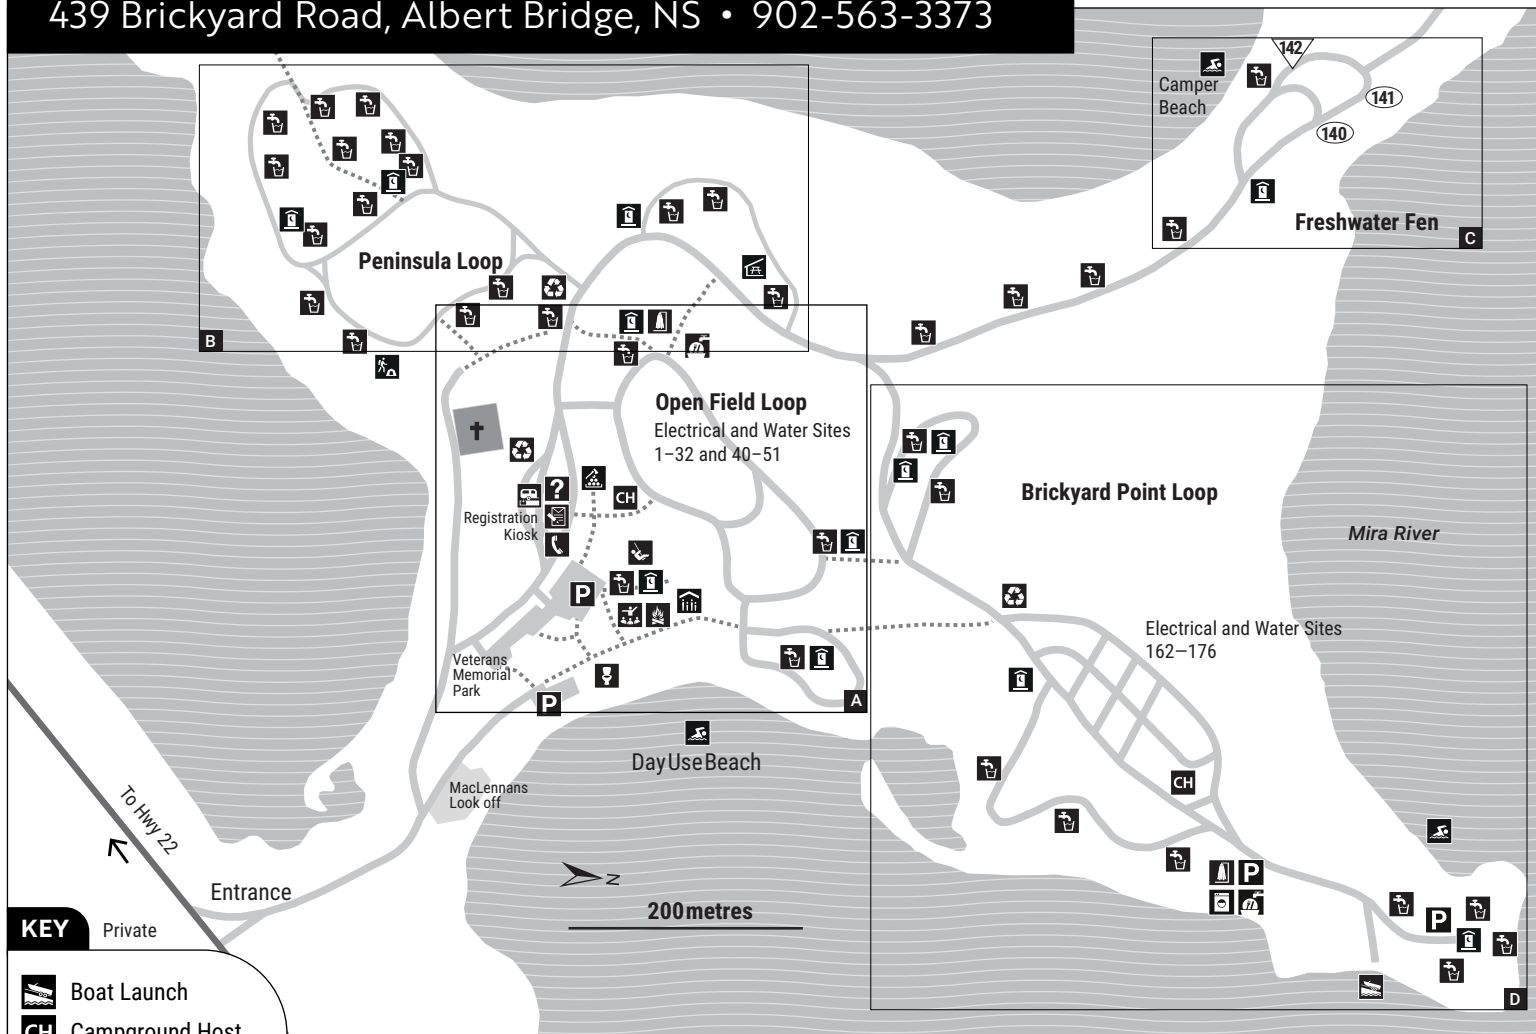 439 Brickyard Road, Albert Bridge, NS • 902-563-3373
142
Camper
Beach
141
140
Freshwater Fen
C
Peninsula Loop
B
Open Field Loop
Electrical and Water Sites
1–32 and 40–51
CH
?
Registration
Kiosk
P
Veterans
Memorial
Park
P
A
Brickyard Point Loop
Mira River
Electrical and Water Sites
162–176
CH
P
P
D
Day Use Beach
MacLennans
Look off
To Hwy 22
N
200 metres
Entrance
KEY
Private
Boat Launch
CH Campground Host